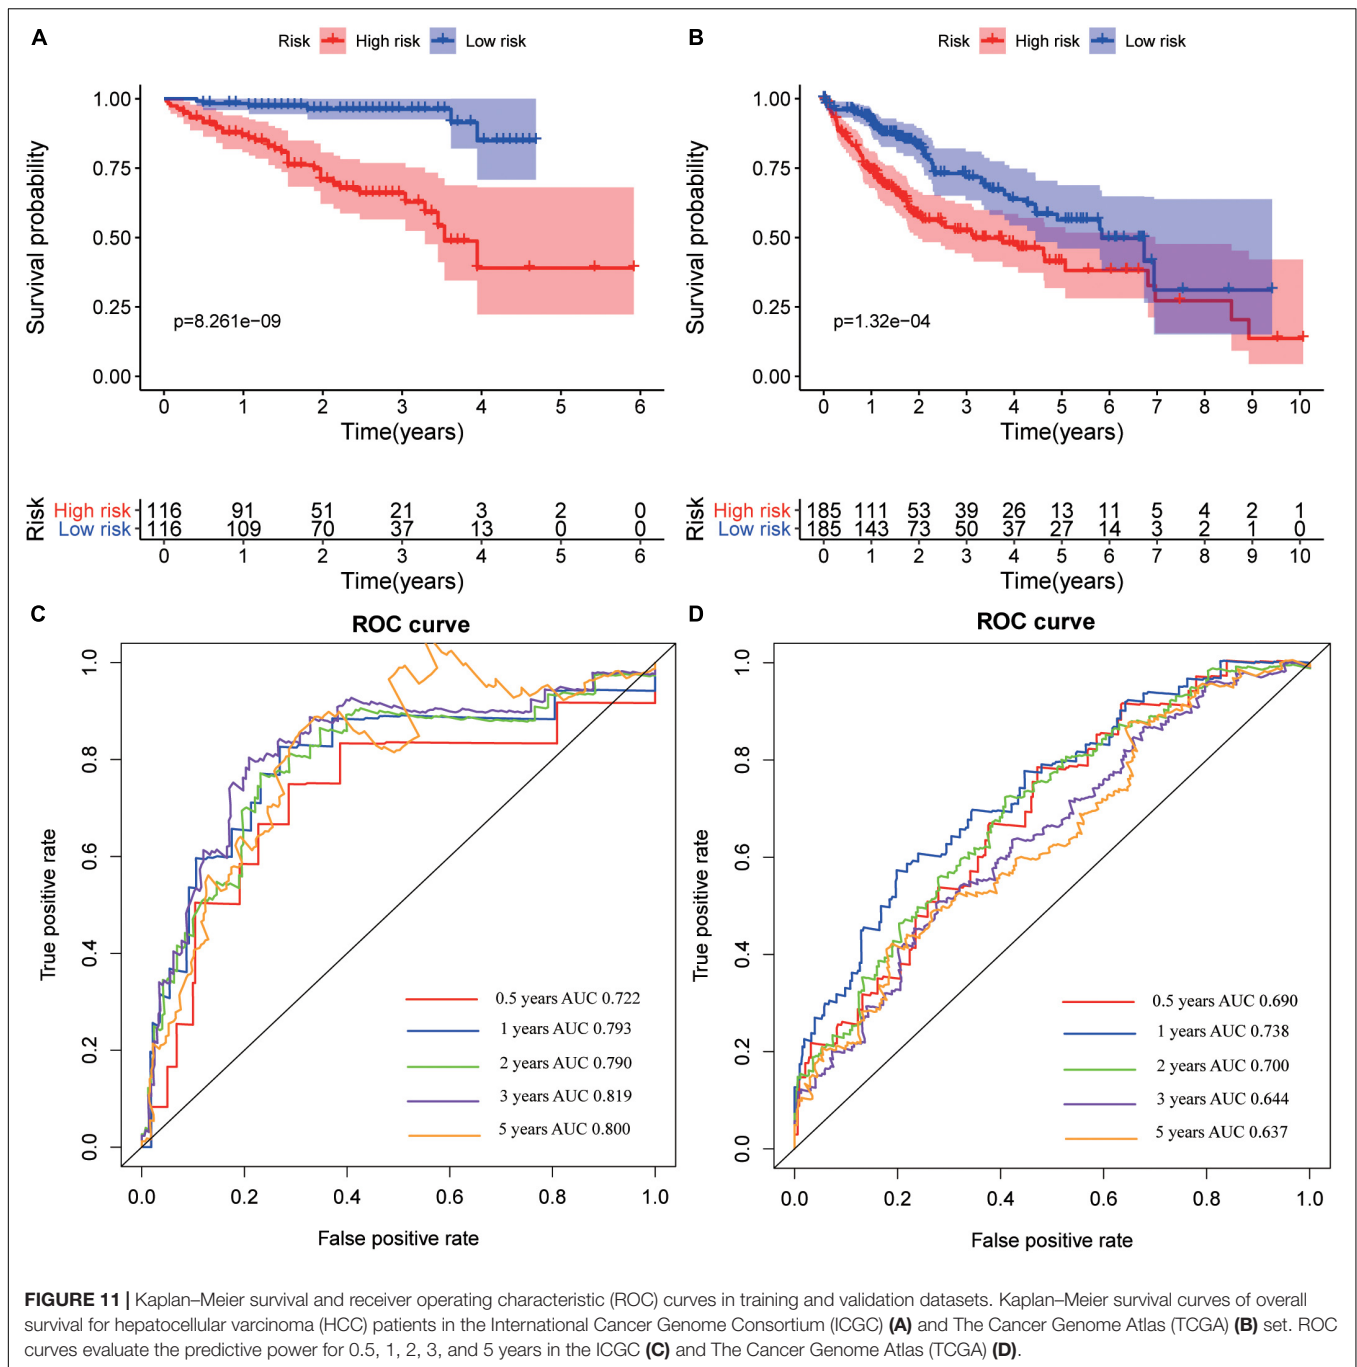 A
Risk High risk Low risk
Survival probability
1.00
0.75
0.50
0.25
0.00
p=8.261e−09
0 1 2 3 4 5 6
Time(years)
Risk
High risk 116 91 51 21 3 2 0
Low risk 116 109 70 37 13 0 0
0 1 2 3 4 5 6
Time(years)
B
Risk High risk Low risk
Survival probability
1.00
0.75
0.50
0.25
0.00
p=1.32e−04
0 1 2 3 4 5 6 7 8 9 10
Time(years)
Risk
High risk 185 111 53 39 26 13 11 5 4 2 1
Low risk 185 143 73 50 37 27 14 3 2 1 0
0 1 2 3 4 5 6 7 8 9 10
Time(years)
C
ROC curve
True positive rate
1.0
0.8
0.6
0.4
0.2
0.0
0.5 years AUC 0.722
1 years AUC 0.793
2 years AUC 0.790
3 years AUC 0.819
5 years AUC 0.800
0.0 0.2 0.4 0.6 0.8 1.0
False positive rate
D
ROC curve
True positive rate
1.0
0.8
0.6
0.4
0.2
0.0
0.5 years AUC 0.690
1 years AUC 0.738
2 years AUC 0.700
3 years AUC 0.644
5 years AUC 0.637
0.0 0.2 0.4 0.6 0.8 1.0
False positive rate
FIGURE 11 | Kaplan–Meier survival and receiver operating characteristic (ROC) curves in training and validation datasets. Kaplan–Meier survival curves of overall
survival for hepatocellular varcinoma (HCC) patients in the International Cancer Genome Consortium (ICGC) (A) and The Cancer Genome Atlas (TCGA) (B) set. ROC
curves evaluate the predictive power for 0.5, 1, 2, 3, and 5 years in the ICGC (C) and The Cancer Genome Atlas (TCGA) (D).